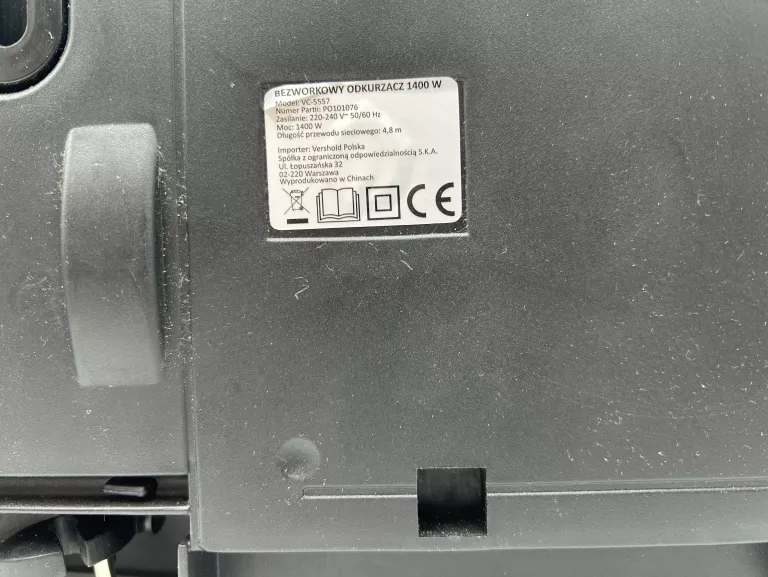 BEZWORKOWY ODKURZACZ 1400 W
Model: VC-5557
Numer Partii: PO101076
Zasilanie: 220-240 V~ 50/60 Hz
Moc: 1400 W
Długość przewodu sieciowego: 4,8 m
Importer: Vershold Polska
Spółka z ograniczoną odpowiedzialnością S.K.A.
Ul. Łopuszańska 32
02-220 Warszawa
Wyprodukowano w Chinach
CE